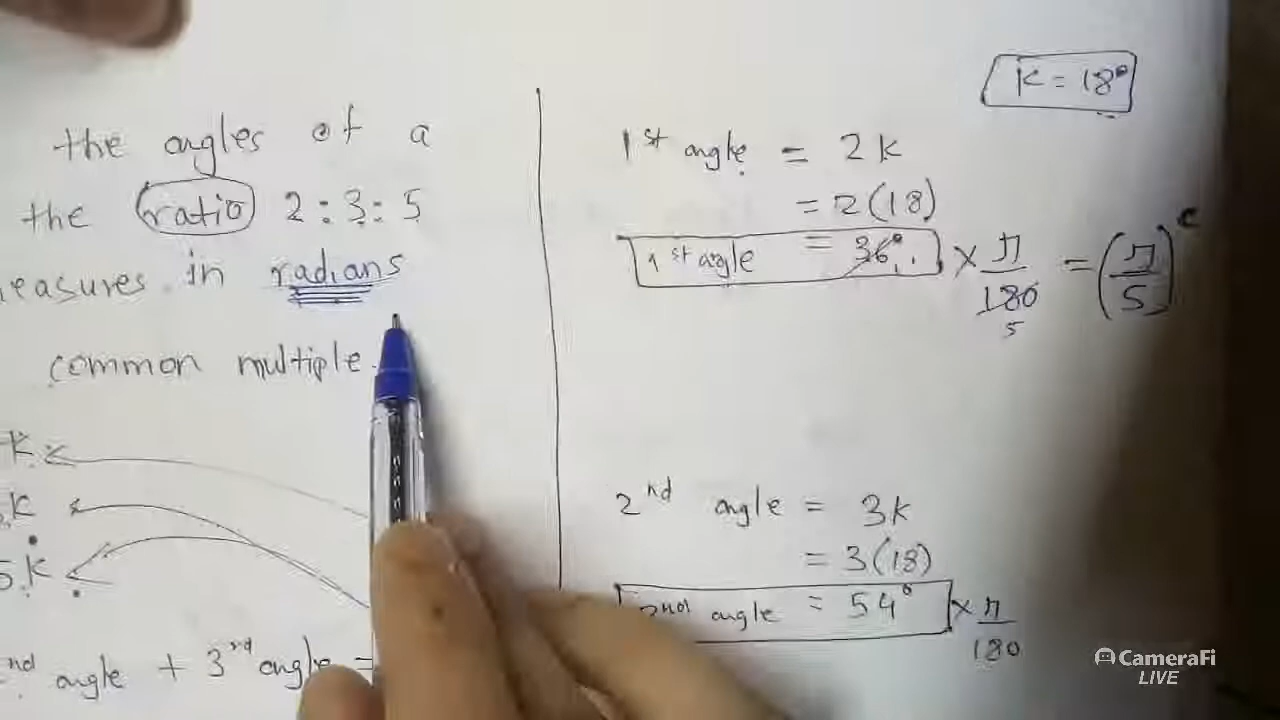 the angles of a
the ratio 2 : 3 : 5
measures in radians
common multiple
K
K
5K
nd angle + 3rd angle =
K = 18°
1st angle = 2K
= 2(18)
1st angle = 36° × π/180 = (π/5)ᶜ
5
2nd angle = 3K
= 3(18)
2nd angle = 54° × π/180
CameraFi
LIVE